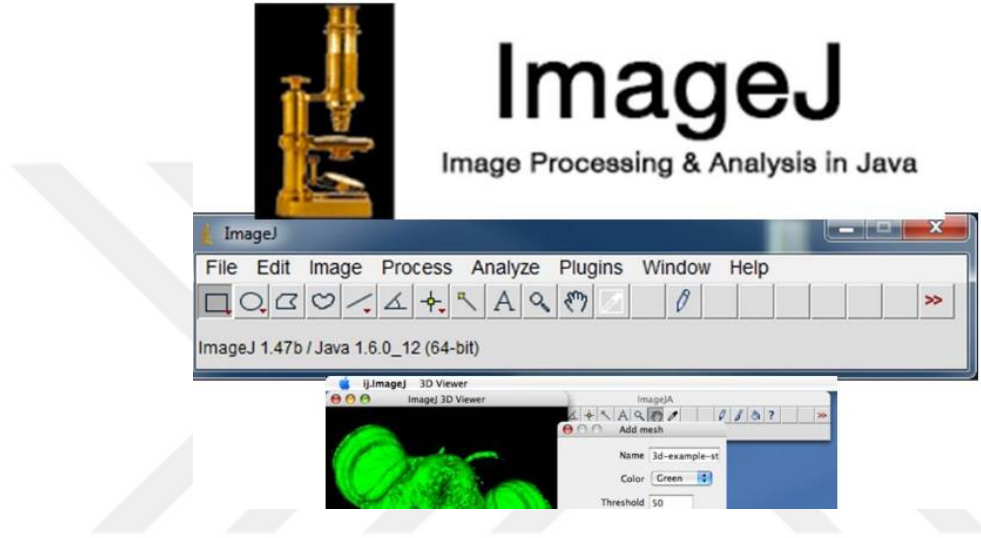 ImageJ
Image Processing & Analysis in Java
ImageJ
File Edit Image Process Analyze Plugins Window Help
A
>>
ImageJ 1.47b / Java 1.6.0_12 (64-bit)
ij.ImageJ 3D Viewer
ImageJ 3D Viewer
ImageJA
A ? >>
Add mesh
Name 3d-example-st
Color Green
Threshold 50